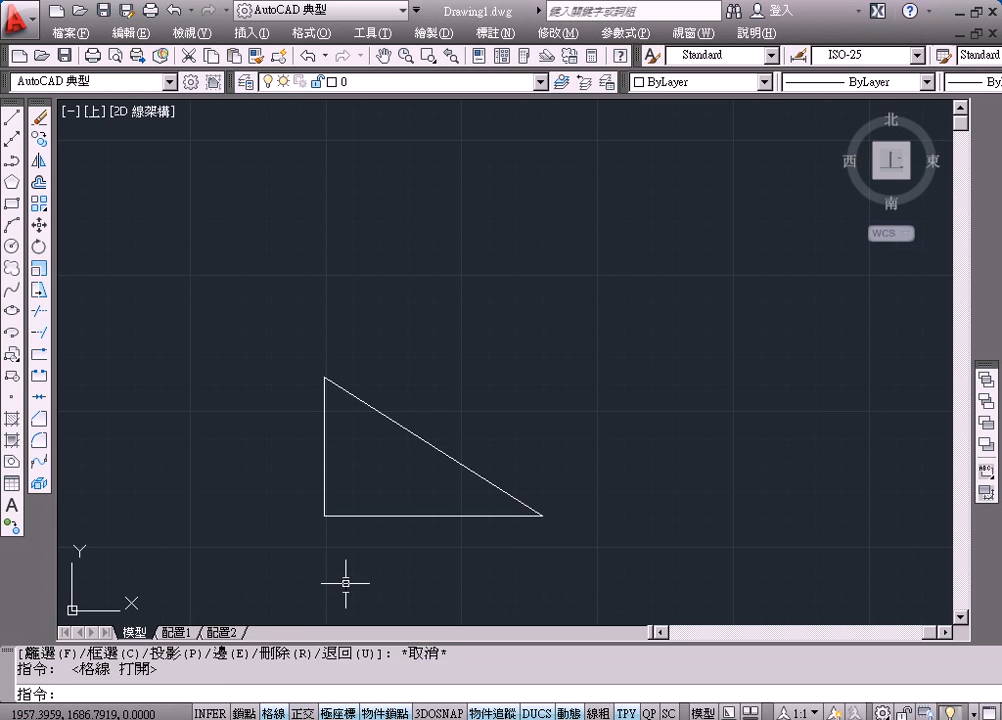 AutoCAD 典型 Drawing1.dwg 鍵入關鍵字或詞組 登入
檔案(F) 編輯(E) 檢視(V) 插入(I) 格式(O) 工具(T) 繪製(D) 標註(N) 修改(M) 參數式(P) 視窗(W) 說明(H)
Standard ISO-25 Standard
AutoCAD 典型 0 ByLayer ByLayer ByL
[−] [上] [2D 線架構]
北
西 上 東
南
WCS
A
ABC
Y
X
模型 配置1 配置2
[籬選(F)/框選(C)/投影(P)/邊(E)/刪除(R)/退回(U)]: *取消*
指令: <格線 打開>
指令:
1957.3959, 1686.7919, 0.0000 INFER 鎖點 格線 正交 極座標 物件鎖點 3DOSNAP 物件追蹤 DUCS 動態 線粗 TPY QP SC 模型 1:1